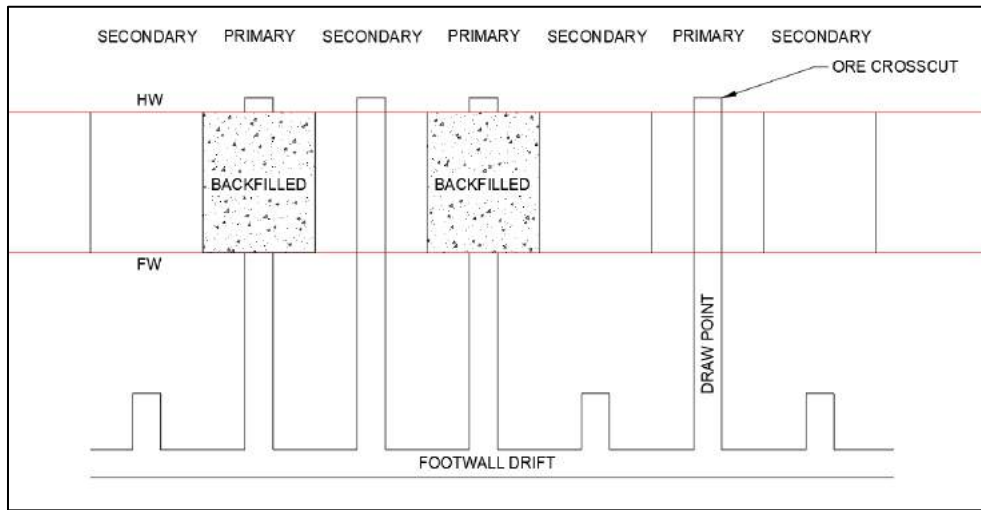 SECONDARY PRIMARY SECONDARY PRIMARY SECONDARY PRIMARY SECONDARY
ORE CROSSCUT
HW
BACKFILLED BACKFILLED
FW
DRAW POINT
FOOTWALL DRIFT